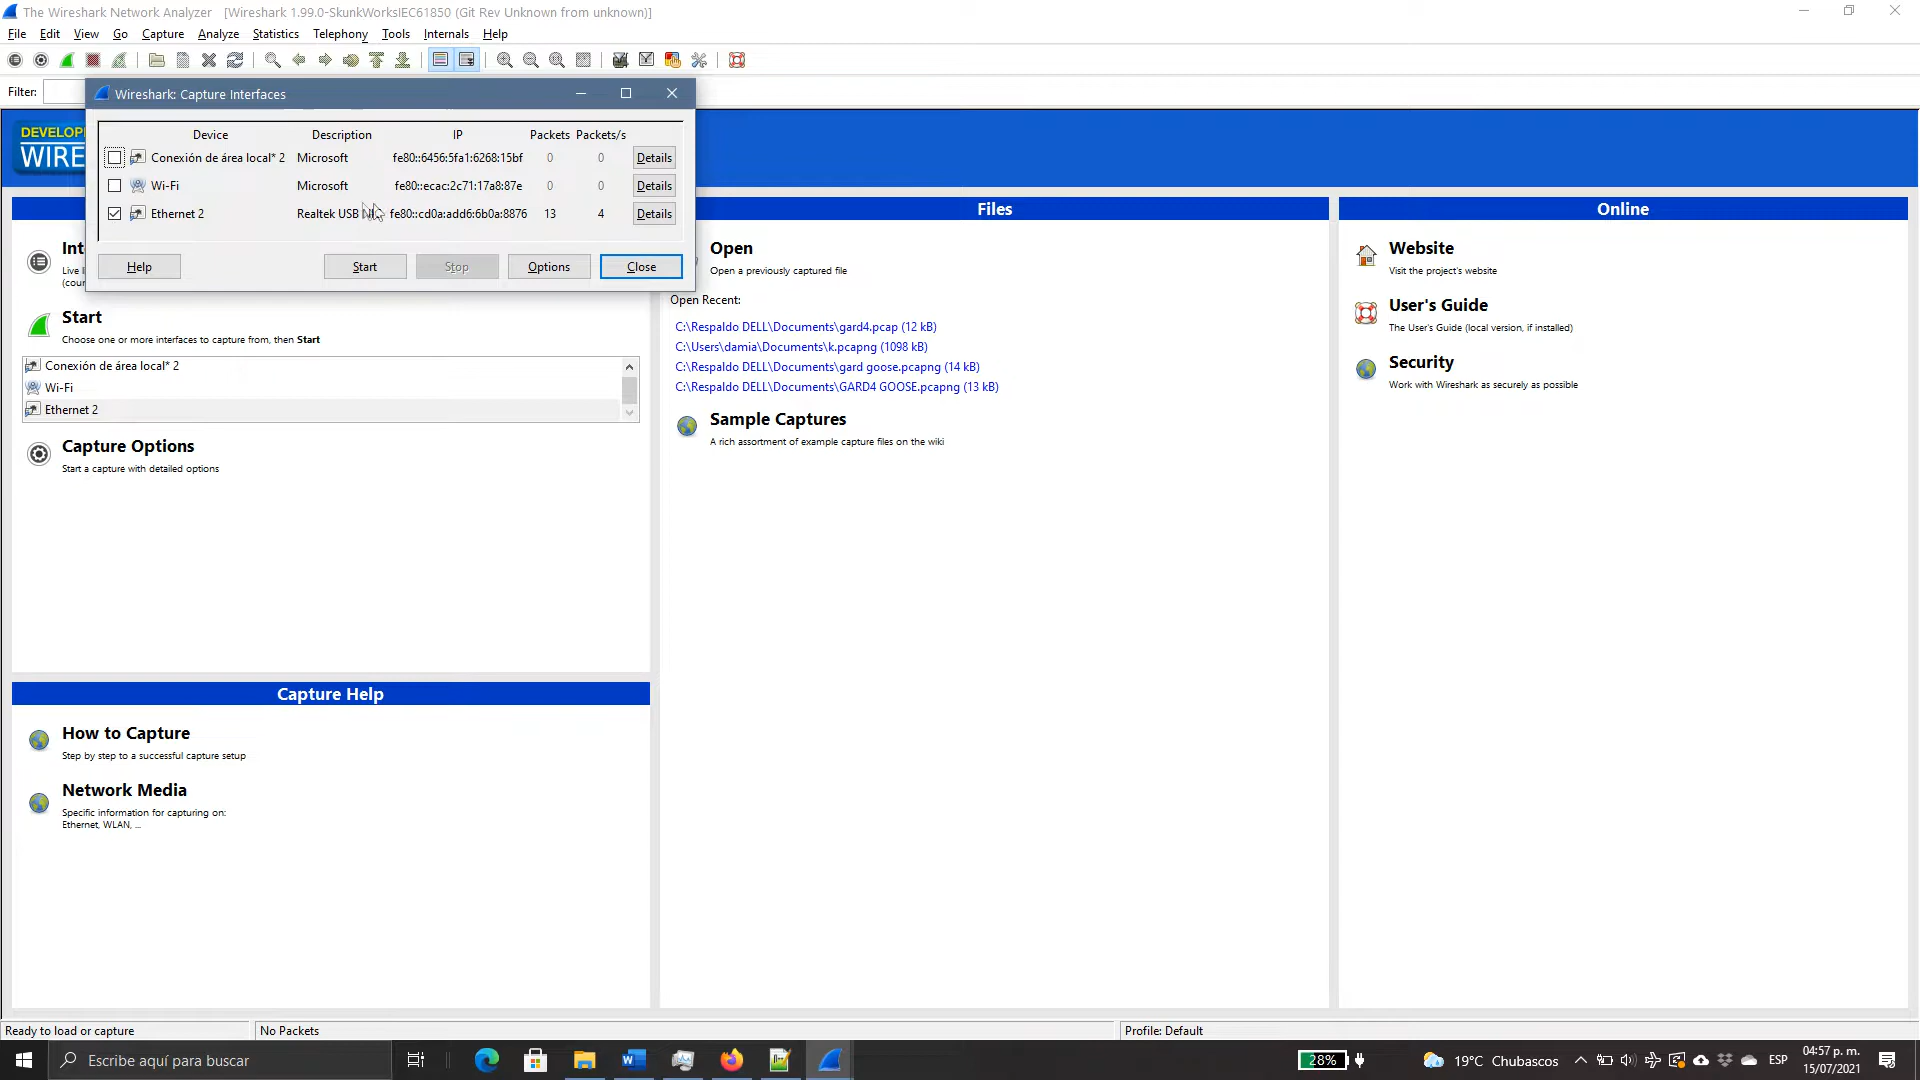 The Wireshark Network Analyzer [Wireshark 1.99.0-SkunkWorksIEC61850 (Git Rev Unknown from unknown)]
File Edit View Go Capture Analyze Statistics Telephony Tools Internals Help
Filter:
Wireshark: Capture Interfaces
Device Description IP Packets Packets/s
Conexión de área local* 2 Microsoft fe80::6456:5fa1:6268:15bf 0 0 Details
Wi-Fi Microsoft fe80::ecac:2c71:17a8:87e 0 0 Details
Ethernet 2 Realtek USB fe80::cd0a:add6:6b0a:8876 13 4 Details
Help Start Stop Options Close
DEVELOP
WIRE
Int
Live l
(cour
Start
Choose one or more interfaces to capture from, then Start
Conexión de área local* 2
Wi-Fi
Ethernet 2
Capture Options
Start a capture with detailed options
Capture Help
How to Capture
Step by step to a successful capture setup
Network Media
Specific information for capturing on:
Ethernet, WLAN, ...
Files
Open
Open a previously captured file
Open Recent:
C:\Respaldo DELL\Documents\gard4.pcap (12 kB)
C:\Users\damia\Documents\k.pcapng (1098 kB)
C:\Respaldo DELL\Documents\gard goose.pcapng (14 kB)
C:\Respaldo DELL\Documents\GARD4 GOOSE.pcapng (13 kB)
Sample Captures
A rich assortment of example capture files on the wiki
Online
Website
Visit the project's website
User's Guide
The User's Guide (local version, if installed)
Security
Work with Wireshark as securely as possible
Ready to load or capture No Packets Profile: Default
Escribe aquí para buscar
28% 19°C Chubascos ESP
04:57 p. m.
15/07/2021